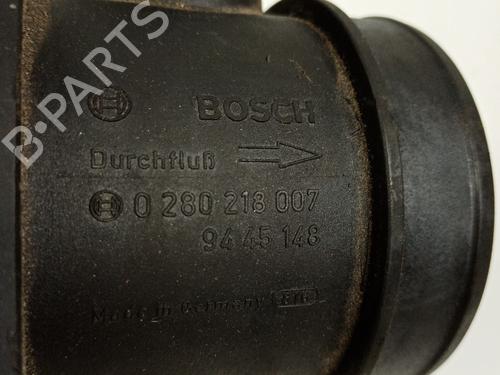 B-PARTS
BOSCH
Durchfluß
0 280 218 007
94 45 148
Made in Germany